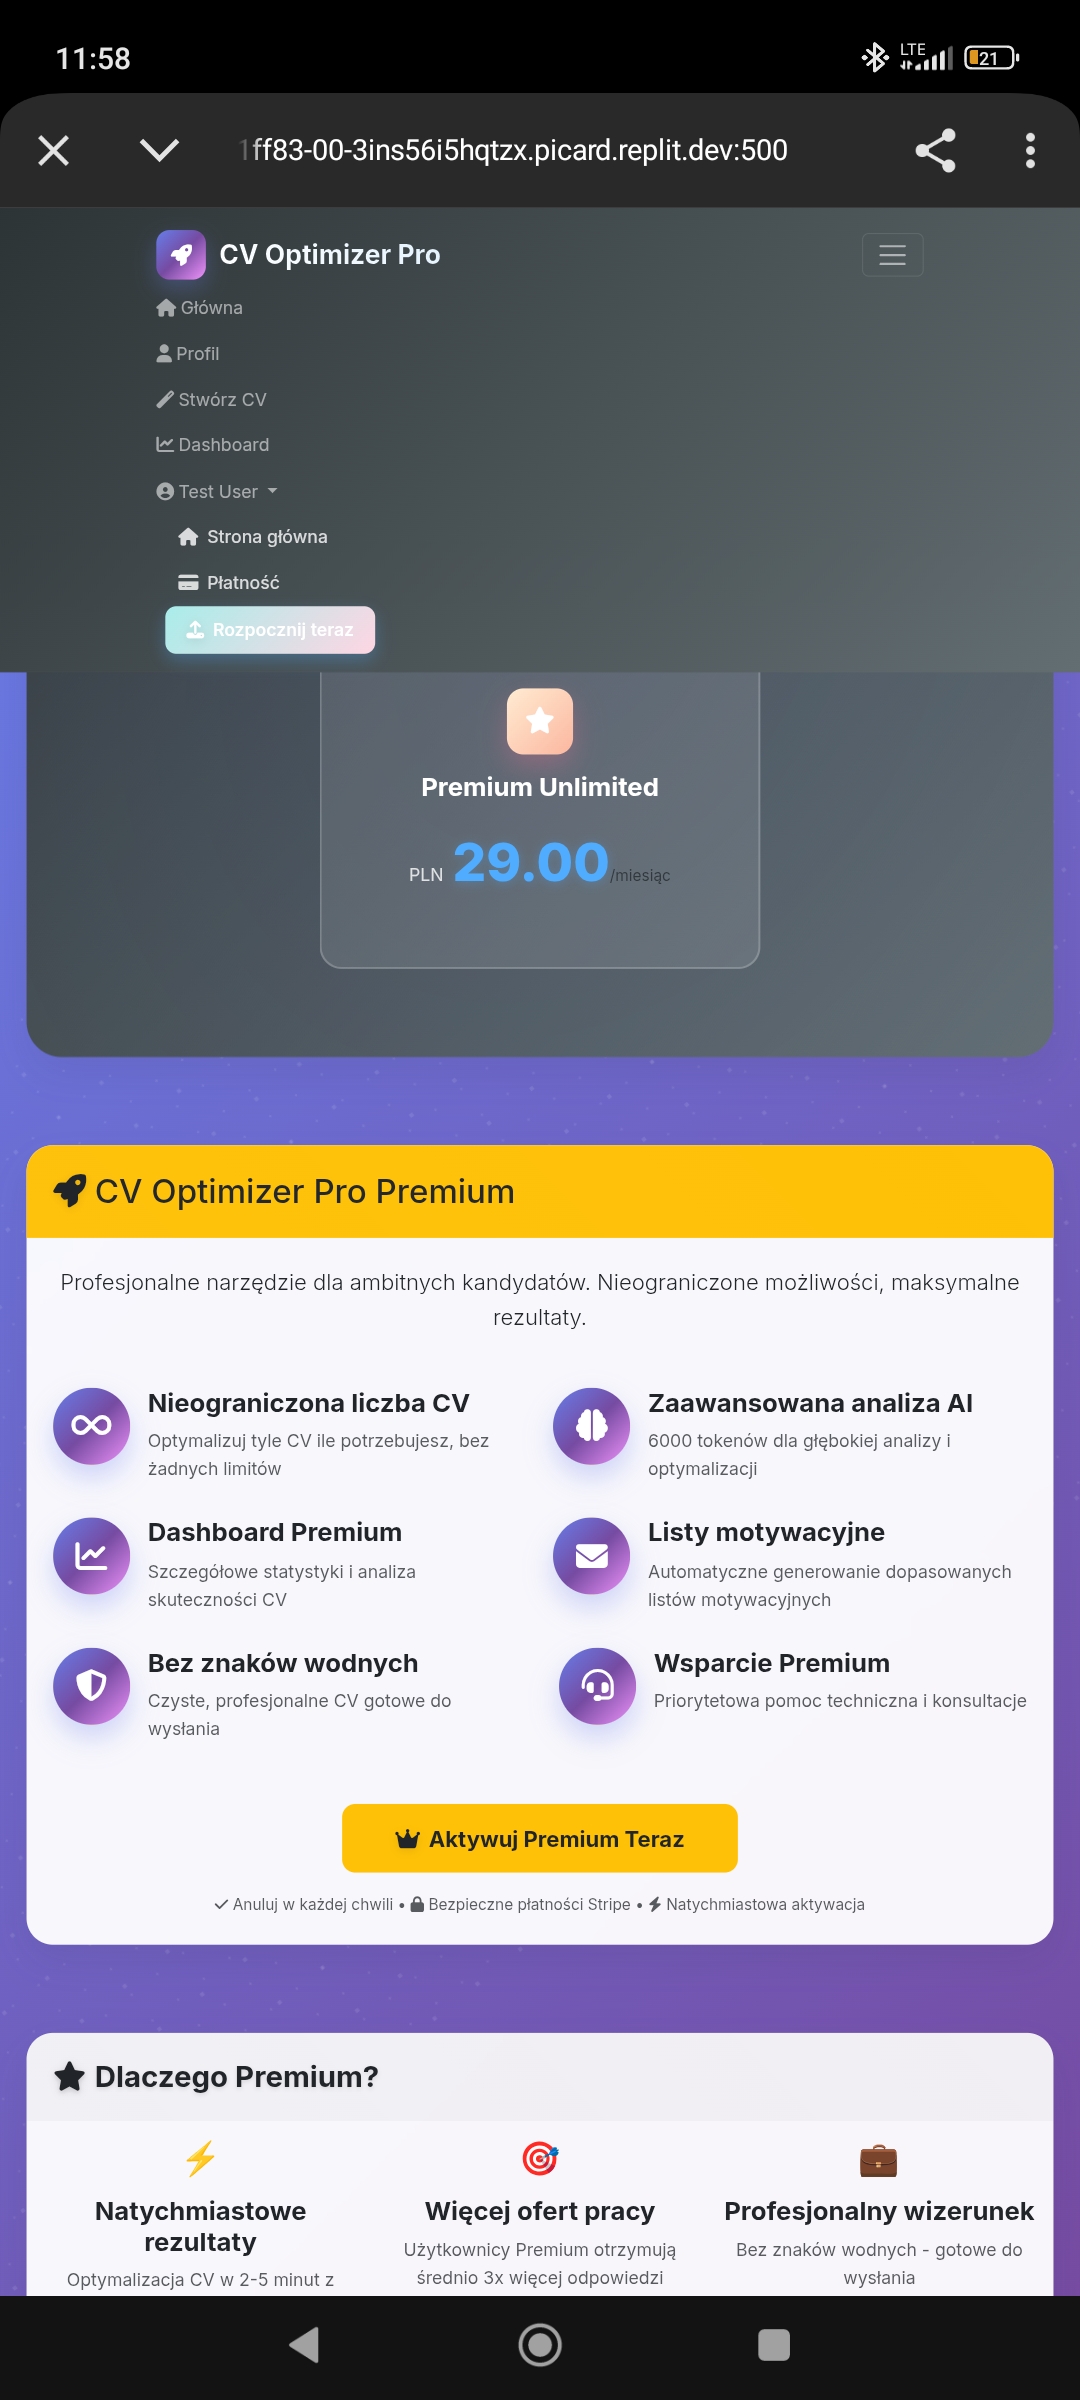 11:58
LTE
21
1ff83-00-3ins56i5hqtzx.picard.replit.dev:500
CV Optimizer Pro
Główna
Profil
Stwórz CV
Dashboard
Test User
Strona główna
Płatność
Rozpocznij teraz
Premium Unlimited
PLN 29.00/miesiąc
CV Optimizer Pro Premium
Profesjonalne narzędzie dla ambitnych kandydatów. Nieograniczone możliwości, maksymalne
rezultaty.
Nieograniczona liczba CV
Optymalizuj tyle CV ile potrzebujesz, bez
żadnych limitów
Zaawansowana analiza AI
6000 tokenów dla głębokiej analizy i
optymalizacji
Dashboard Premium
Szczegółowe statystyki i analiza
skuteczności CV
Listy motywacyjne
Automatyczne generowanie dopasowanych
listów motywacyjnych
Bez znaków wodnych
Czyste, profesjonalne CV gotowe do
wysłania
Wsparcie Premium
Priorytetowa pomoc techniczna i konsultacje
Aktywuj Premium Teraz
Anuluj w każdej chwili • Bezpieczne płatności Stripe • Natychmiastowa aktywacja
Dlaczego Premium?
Natychmiastowe
rezultaty
Optymalizacja CV w 2-5 minut z
Więcej ofert pracy
Użytkownicy Premium otrzymują
średnio 3x więcej odpowiedzi
Profesjonalny wizerunek
Bez znaków wodnych - gotowe do
wysłania